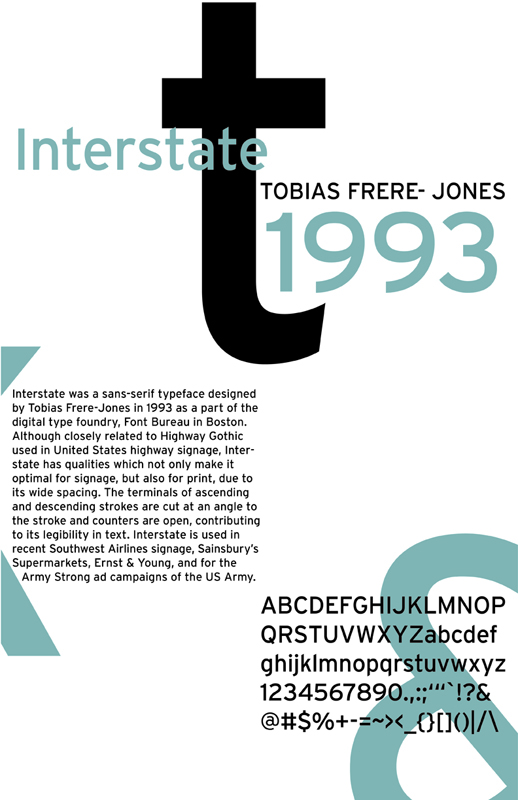 t
Interstate
TOBIAS FRERE- JONES
1993
Interstate was a sans-serif typeface designed
by Tobias Frere-Jones in 1993 as a part of the
digital type foundry, Font Bureau in Boston.
Although closely related to Highway Gothic
used in United States highway signage, Inter-
state has qualities which not only make it
optimal for signage, but also for print, due to
its wide spacing. The terminals of ascending
and descending strokes are cut at an angle to
the stroke and counters are open, contributing
to its legibility in text. Interstate is used in
recent Southwest Airlines signage, Sainsbury's
Supermarkets, Ernst & Young, and for the
Army Strong ad campaigns of the US Army.
&
ABCDEFGHIJKLMNOP
QRSTUVWXYZabcdef
ghijklmnopqrstuvwxyz
1234567890.,:;‘“‘`!?&
@#$%+-=~><_{}[]()|/\